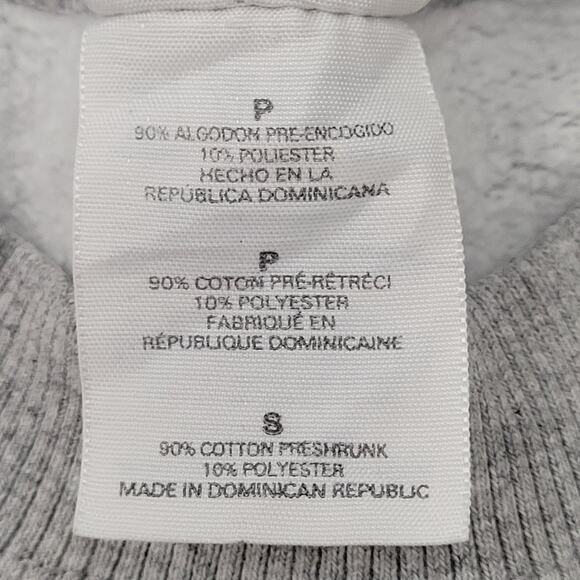 P
90% ALGODON PRE-ENCOGIDO
10% POLIESTER
HECHO EN LA
REPÚBLICA DOMINICANA
P
90% COTON PRÉ-RÉTRÉCI
10% POLYESTER
FABRIQUÉ EN
RÉPUBLIQUE DOMINICAINE
S
90% COTTON PRESHRUNK
10% POLYESTER
MADE IN DOMINICAN REPUBLIC